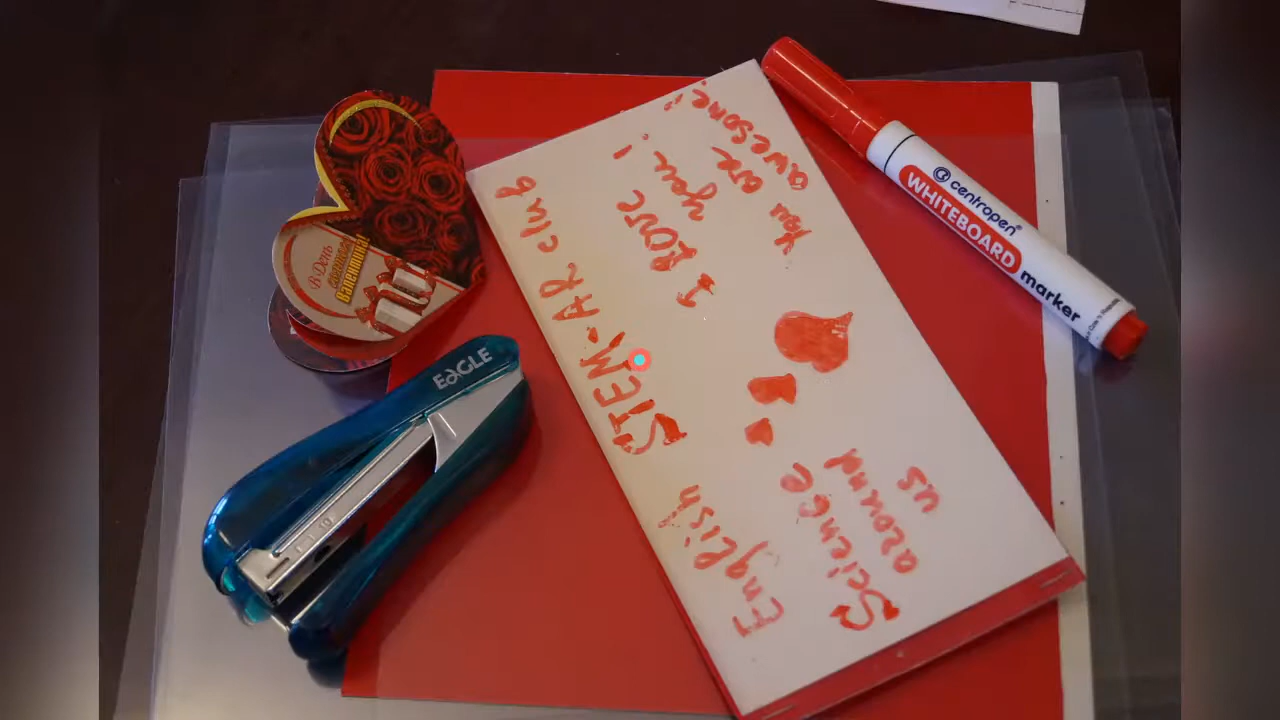 English STEM-AR club
Science
around
us
I LOVE
you!
You are
awesome!
centropen®
WHITEBOARD
marker
EAGLE
В День
святого
Валентина!